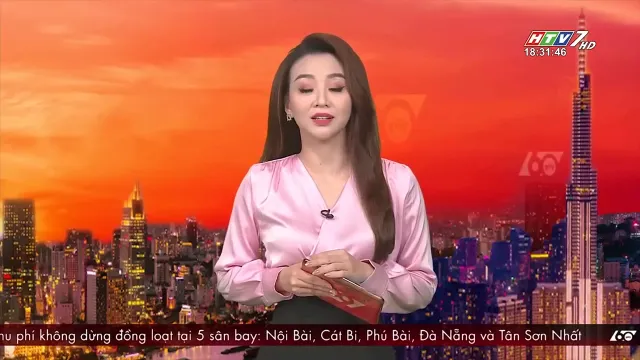 HTV7 HD
18:31:46
hu phí không dừng đồng loạt tại 5 sân bay: Nội Bài, Cát Bi, Phú Bài, Đà Nẵng và Tân Sơn Nhất